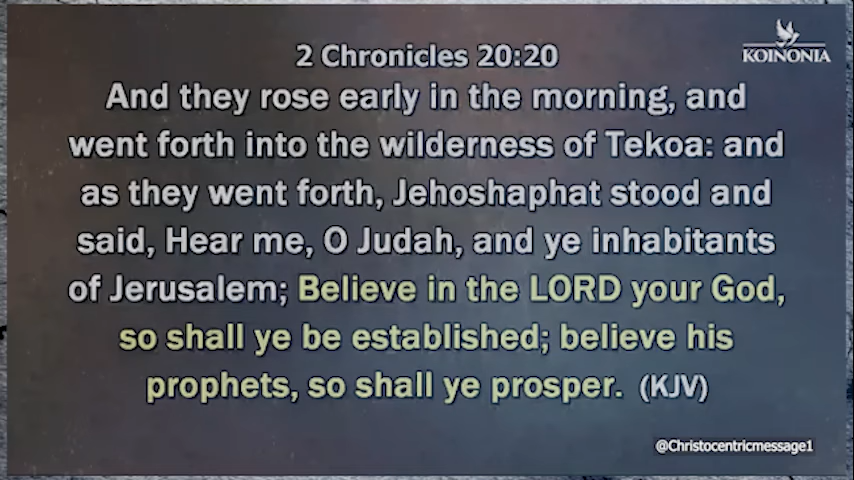 2 Chronicles 20:20
KOINONIA
And they rose early in the morning, and
went forth into the wilderness of Tekoa: and
as they went forth, Jehoshaphat stood and
said, Hear me, O Judah, and ye inhabitants
of Jerusalem; Believe in the LORD your God,
so shall ye be established; believe his
prophets, so shall ye prosper. (KJV)
@Christocentricmessage1